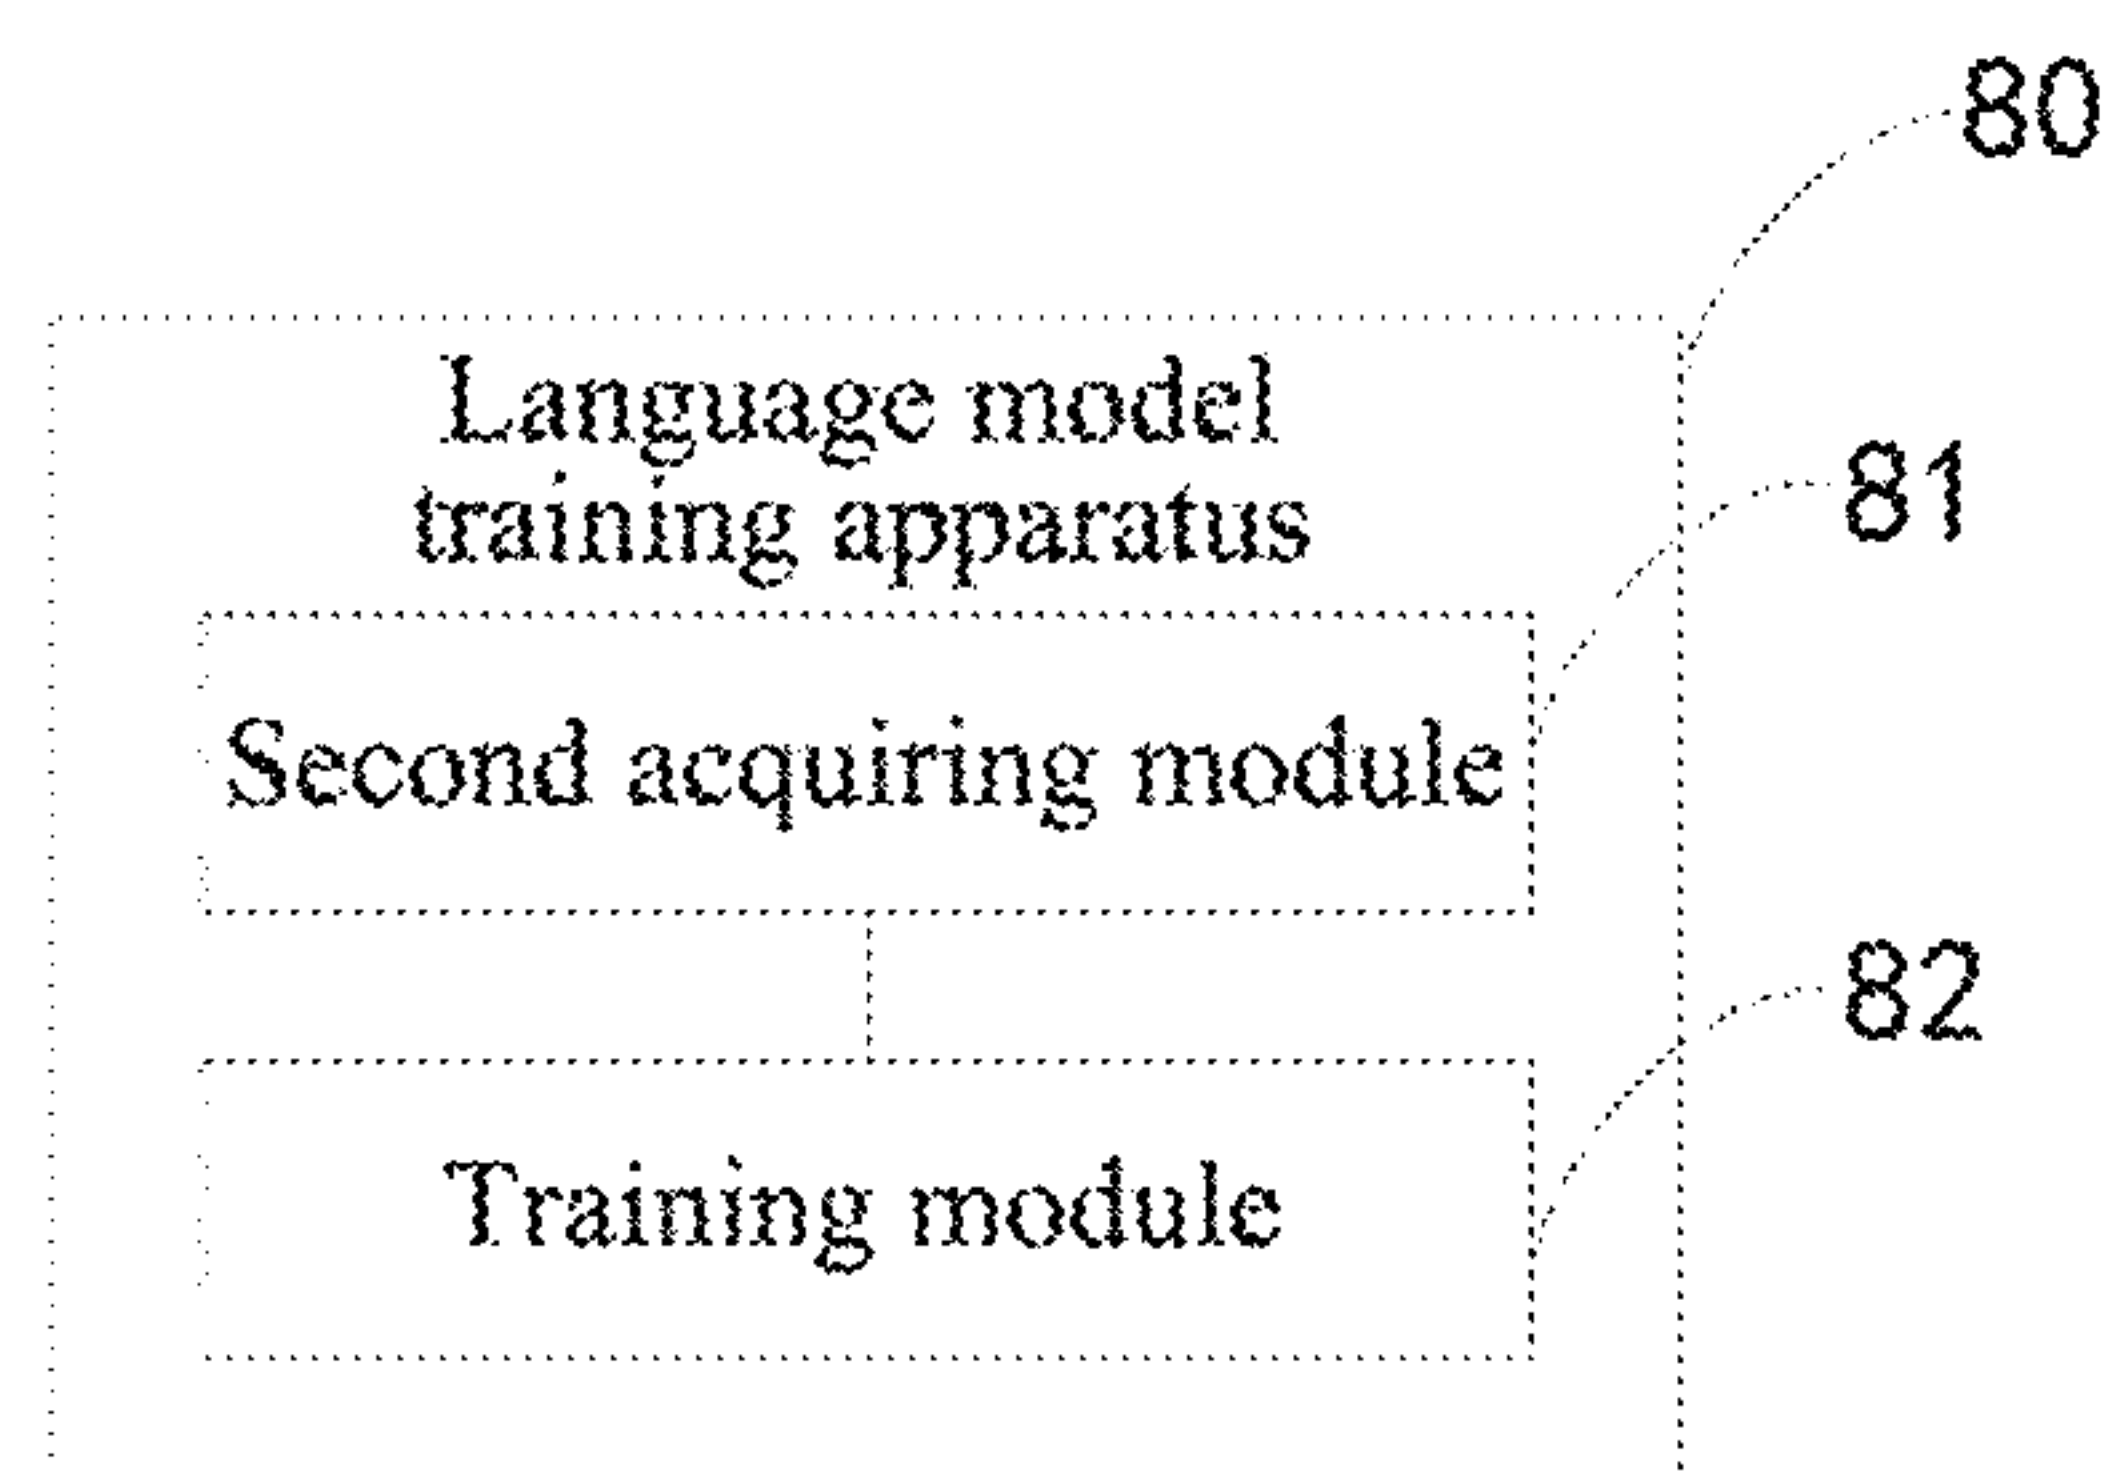 80
Language model
training apparatus
81
Second acquiring module
82
Training module